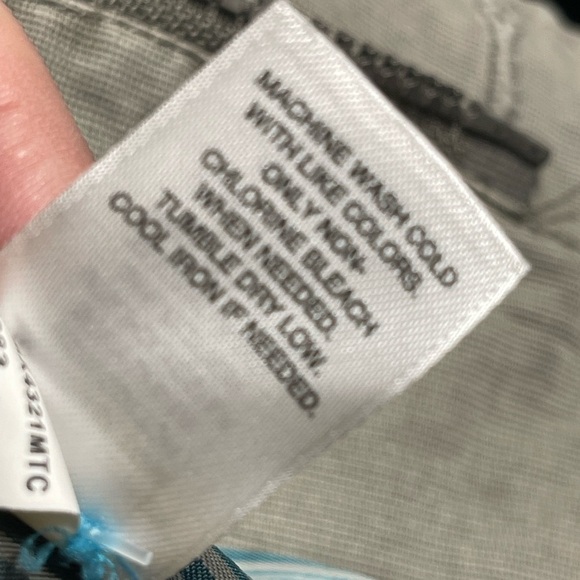 MACHINE WASH COLD
WITH LIKE COLORS.
ONLY NON-
CHLORINE BLEACH
WHEN NEEDED.
TUMBLE DRY LOW.
COOL IRON IF NEEDED.
4321MTC